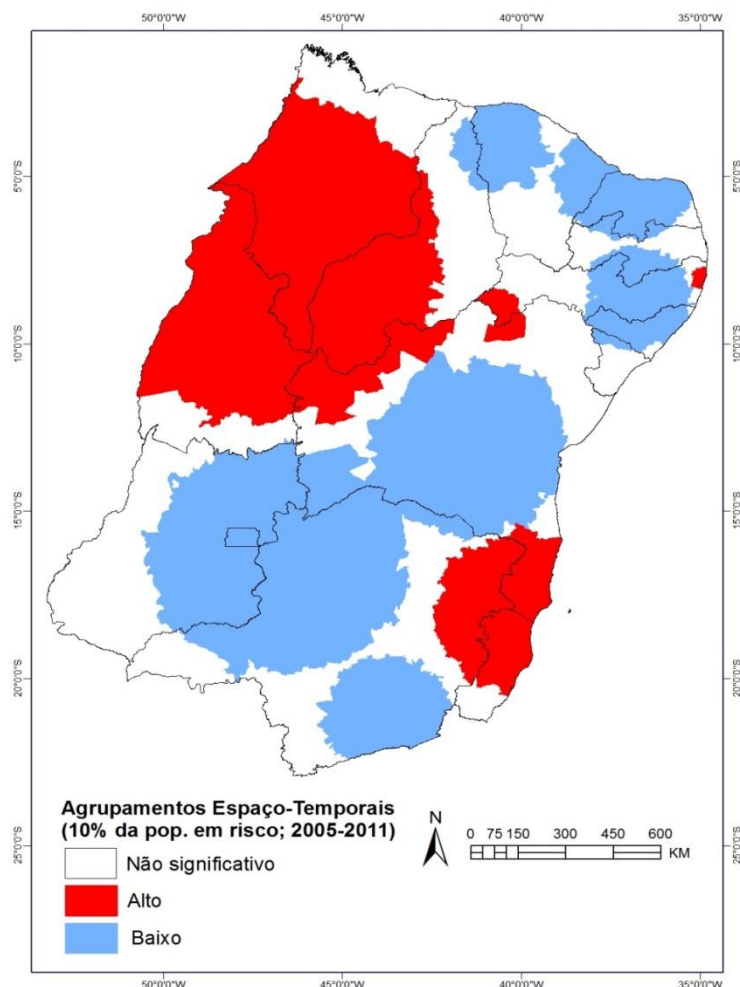 50°0'0"W 45°0'0"W 40°0'0"W 35°0'0"W
5°0'0"S 5°0'0"S
10°0'0"S 10°0'0"S
15°0'0"S 15°0'0"S
20°0'0"S 20°0'0"S
25°0'0"S 25°0'0"S
Agrupamentos Espaço-Temporais
(10% da pop. em risco; 2005-2011)
Não significativo
Alto
Baixo
N
0 75 150 300 450 600
KM
50°0'0"W 45°0'0"W 40°0'0"W 35°0'0"W